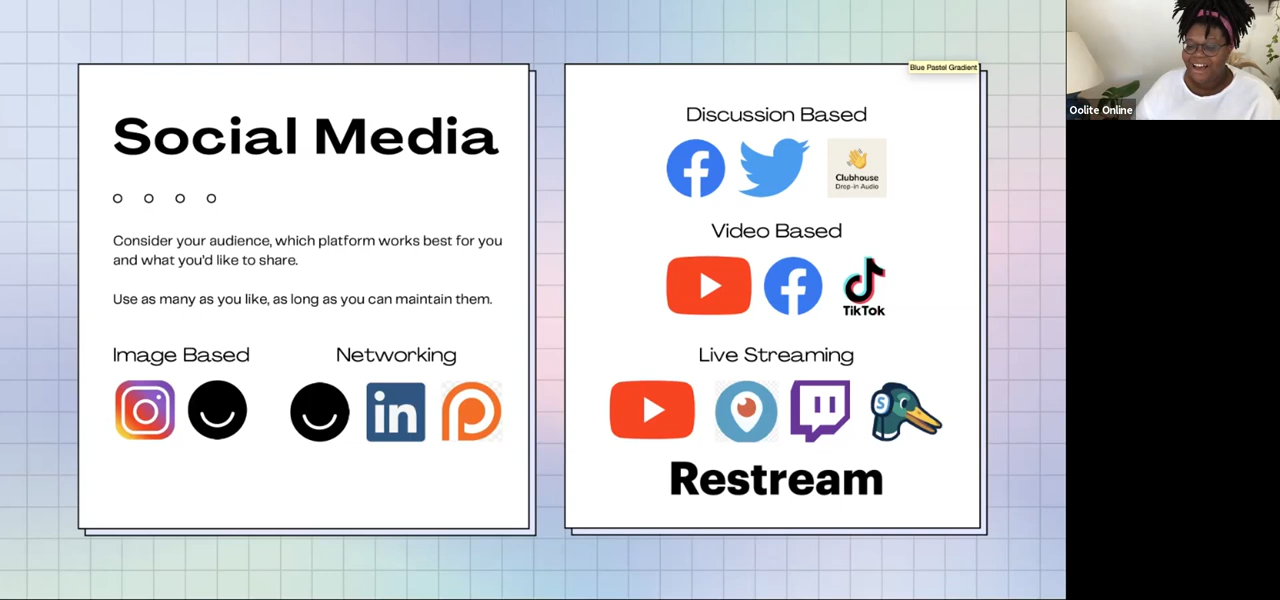 Social Media
Consider your audience, which platform works best for you
and what you'd like to share.
Use as many as you like, as long as you can maintain them.
Image Based
Networking
in
Blue Pastel Gradient
Discussion Based
Clubhouse
Drop-in Audio
Video Based
TikTok
Live Streaming
S
Restream
Oolite Online